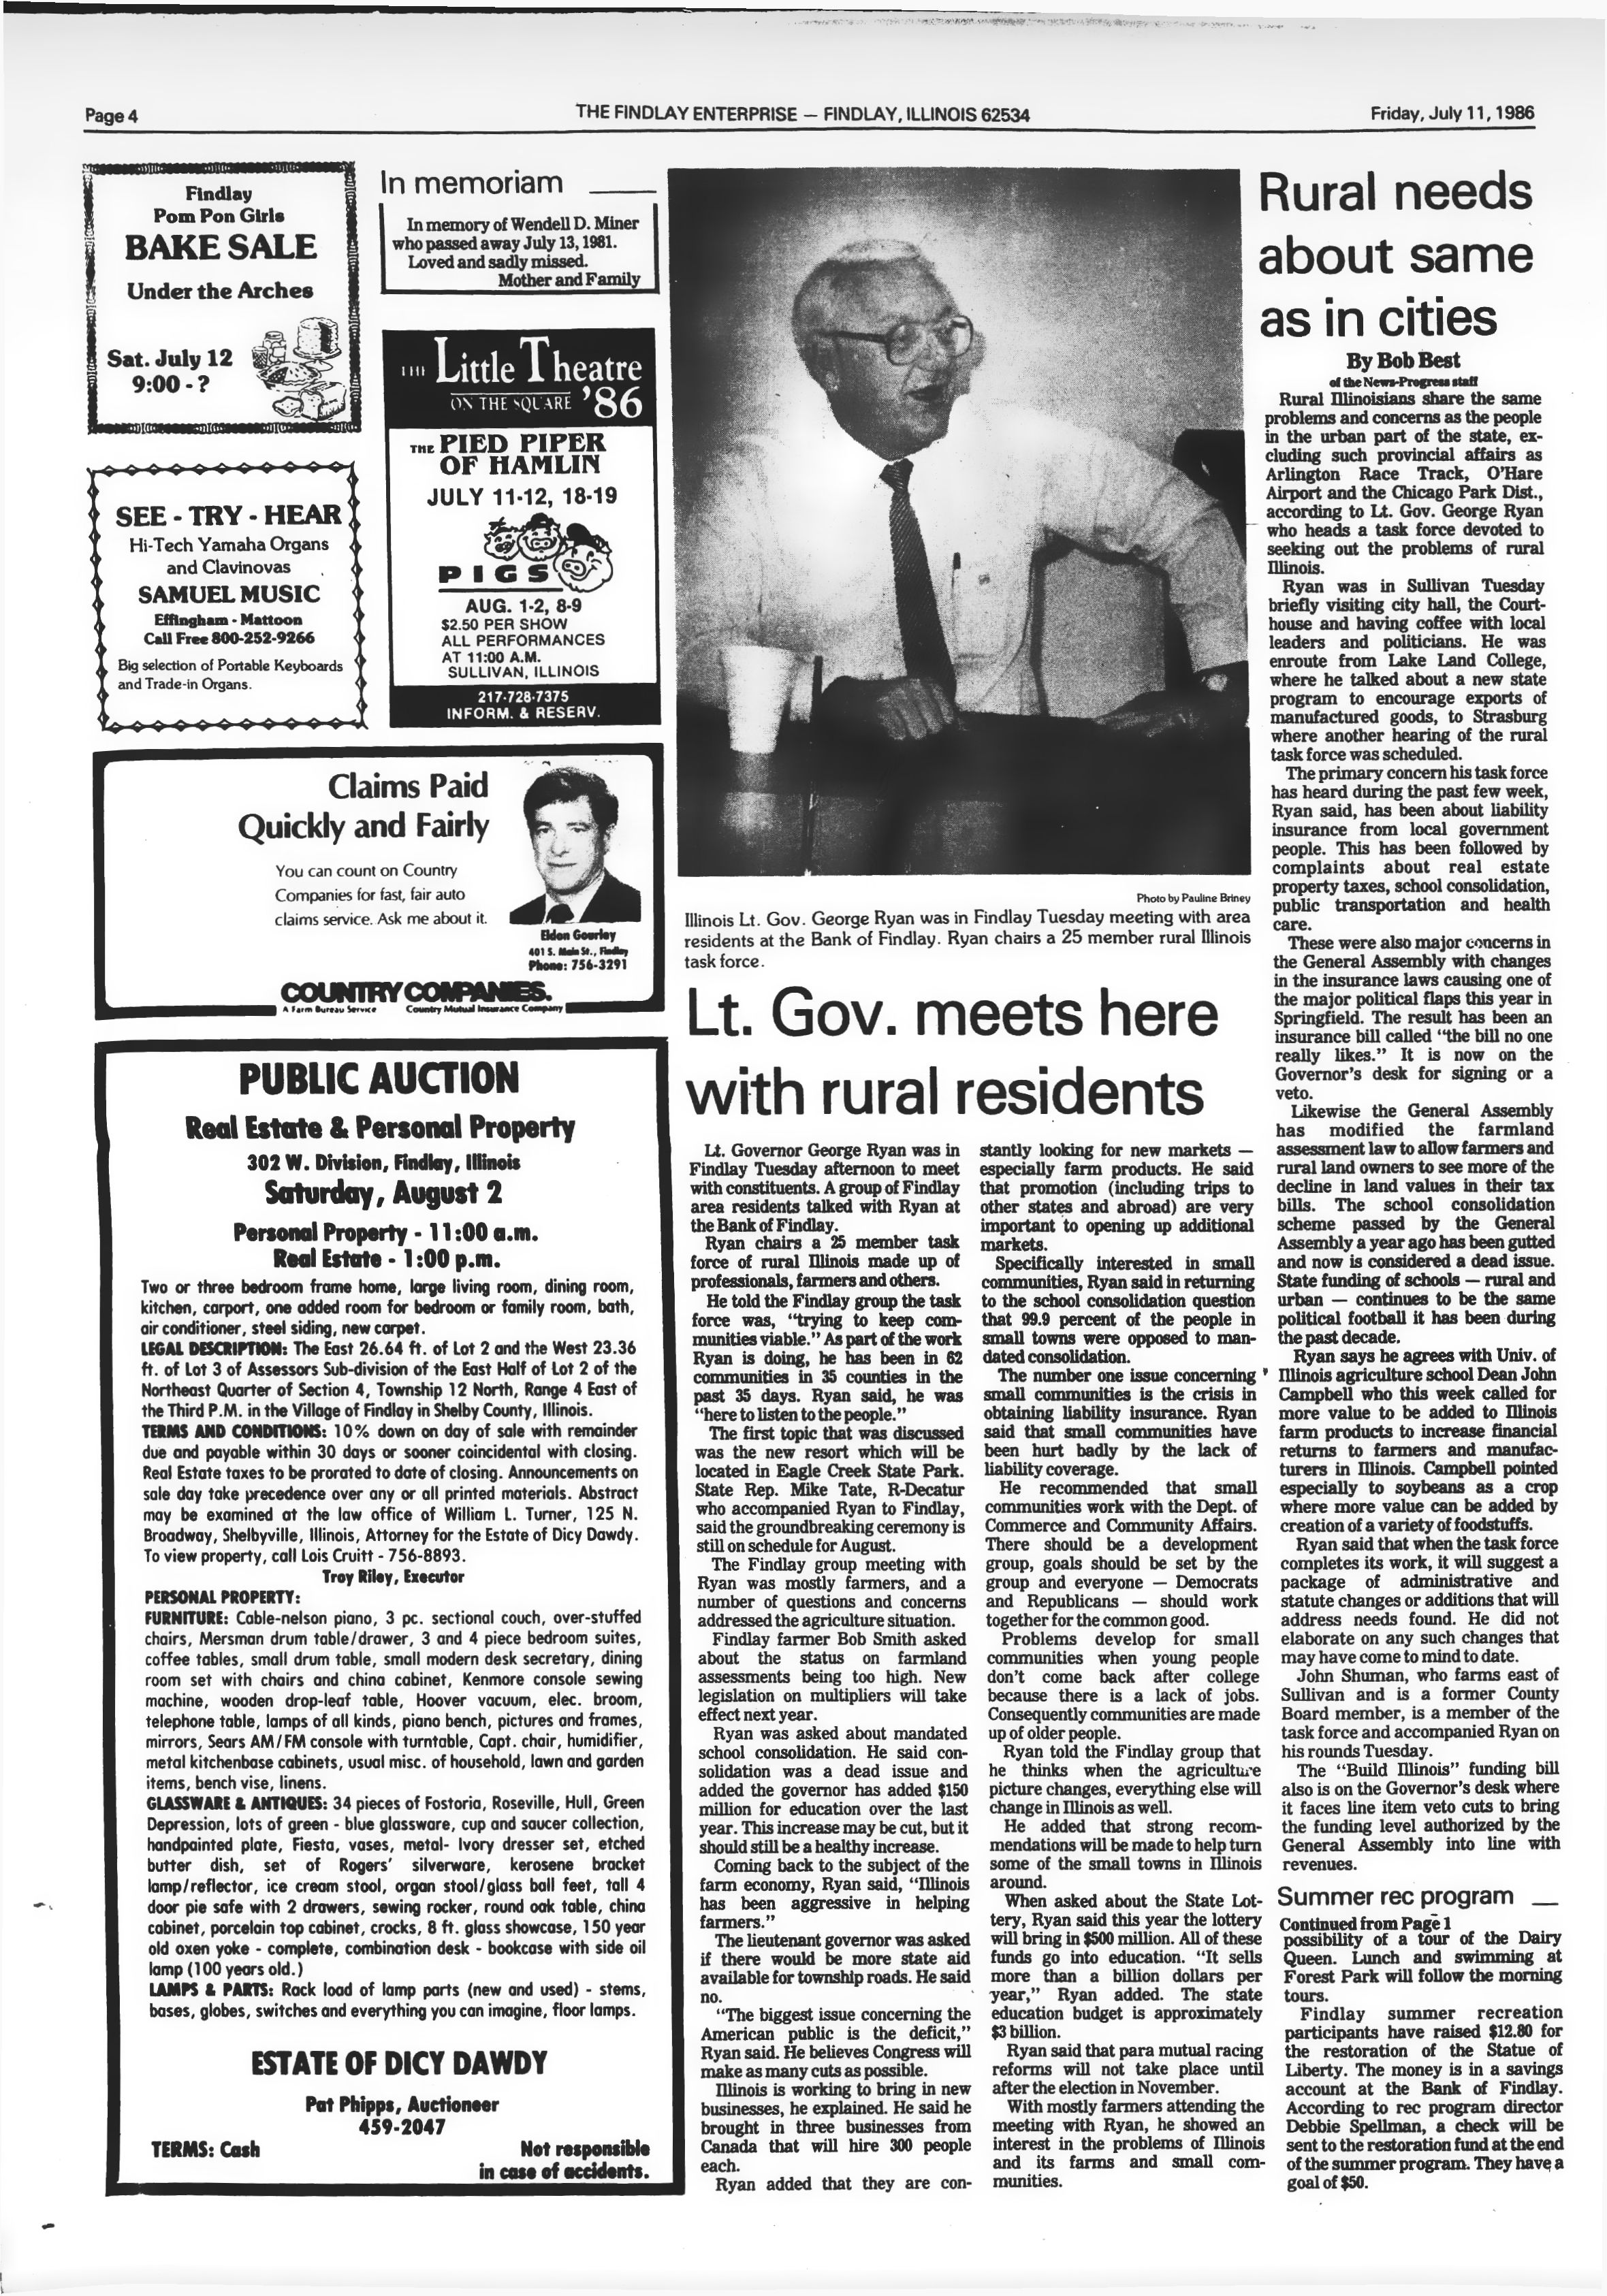 Page 4
THE FINDLAY ENTERPRISE — FINDLAY, ILLINOIS 62534
Friday, July 11, 1986
Findlay
Pom Pon Girls
BAKE SALE
Under the Arches
Sat. July 12
9:00 - ?
SEE - TRY - HEAR
Hi-Tech Yamaha Organs
and Clavinovas
SAMUEL MUSIC
Effingham - Mattoon
Call Free 800-252-9266
Big selection of Portable Keyboards
and Trade-in Organs.
In memoriam
In memory of Wendell D. Miner
who passed away July 13, 1981.
Loved and sadly missed.
Mother and Family
THE Little Theatre
ON THE SQUARE '86
THE PIED PIPER
OF HAMLIN
JULY 11-12, 18-19
PIGS
AUG. 1-2, 8-9
$2.50 PER SHOW
ALL PERFORMANCES
AT 11:00 A.M.
SULLIVAN, ILLINOIS
217-728-7375
INFORM. & RESERV.
Claims Paid
Quickly and Fairly
You can count on Country
Companies for fast, fair auto
claims service. Ask me about it.
Eldon Gourley
401 S. Main St., Findlay
Phone: 756-3291
COUNTRY COMPANIES.
A Farm Bureau Service
Country Mutual Insurance Company
PUBLIC AUCTION
Real Estate & Personal Property
302 W. Division, Findlay, Illinois
Saturday, August 2
Personal Property - 11:00 a.m.
Real Estate - 1:00 p.m.
Two or three bedroom frame home, large living room, dining room,
kitchen, carport, one added room for bedroom or family room, bath,
air conditioner, steel siding, new carpet.
LEGAL DESCRIPTION: The East 26.64 ft. of Lot 2 and the West 23.36
ft. of Lot 3 of Assessors Sub-division of the East Half of Lot 2 of the
Northeast Quarter of Section 4, Township 12 North, Range 4 East of
the Third P.M. in the Village of Findlay in Shelby County, Illinois.
TERMS AND CONDITIONS: 10% down on day of sale with remainder
due and payable within 30 days or sooner coincidental with closing.
Real Estate taxes to be prorated to date of closing. Announcements on
sale day take precedence over any or all printed materials. Abstract
may be examined at the law office of William L. Turner, 125 N.
Broadway, Shelbyville, Illinois, Attorney for the Estate of Dicy Dawdy.
To view property, call Lois Cruitt - 756-8893.
Troy Riley, Executor
PERSONAL PROPERTY:
FURNITURE: Cable-nelson piano, 3 pc. sectional couch, over-stuffed
chairs, Mersman drum table/drawer, 3 and 4 piece bedroom suites,
coffee tables, small drum table, small modern desk secretary, dining
room set with chairs and china cabinet, Kenmore console sewing
machine, wooden drop-leaf table, Hoover vacuum, elec. broom,
telephone table, lamps of all kinds, piano bench, pictures and frames,
mirrors, Sears AM/FM console with turntable, Capt. chair, humidifier,
metal kitchenbase cabinets, usual misc. of household, lawn and garden
items, bench vise, linens.
GLASSWARE & ANTIQUES: 34 pieces of Fostoria, Roseville, Hull, Green
Depression, lots of green - blue glassware, cup and saucer collection,
handpainted plate, Fiesta, vases, metal- Ivory dresser set, etched
butter dish, set of Rogers' silverware, kerosene bracket
lamp/reflector, ice cream stool, organ stool/glass ball feet, tall 4
door pie safe with 2 drawers, sewing rocker, round oak table, china
cabinet, porcelain top cabinet, crocks, 8 ft. glass showcase, 150 year
old oxen yoke - complete, combination desk - bookcase with side oil
lamp (100 years old.)
LAMPS & PARTS: Rack load of lamp parts (new and used) - stems,
bases, globes, switches and everything you can imagine, floor lamps.
ESTATE OF DICY DAWDY
Pat Phipps, Auctioneer
459-2047
TERMS: Cash
Not responsible
in case of accidents.
Photo by Pauline Briney
Illinois Lt. Gov. George Ryan was in Findlay Tuesday meeting with area
residents at the Bank of Findlay. Ryan chairs a 25 member rural Illinois
task force.
Lt. Gov. meets here
with rural residents
Lt. Governor George Ryan was in
Findlay Tuesday afternoon to meet
with constituents. A group of Findlay
area residents talked with Ryan at
the Bank of Findlay.
Ryan chairs a 25 member task
force of rural Illinois made up of
professionals, farmers and others.
He told the Findlay group the task
force was, "trying to keep com-
munities viable." As part of the work
Ryan is doing, he has been in 62
communities in 35 counties in the
past 35 days. Ryan said, he was
"here to listen to the people."
The first topic that was discussed
was the new resort which will be
located in Eagle Creek State Park.
State Rep. Mike Tate, R-Decatur
who accompanied Ryan to Findlay,
said the groundbreaking ceremony is
still on schedule for August.
The Findlay group meeting with
Ryan was mostly farmers, and a
number of questions and concerns
addressed the agriculture situation.
Findlay farmer Bob Smith asked
about the status on farmland
assessments being too high. New
legislation on multipliers will take
effect next year.
Ryan was asked about mandated
school consolidation. He said con-
solidation was a dead issue and
added the governor has added $150
million for education over the last
year. This increase may be cut, but it
should still be a healthy increase.
Coming back to the subject of the
farm economy, Ryan said, "Illinois
has been aggressive in helping
farmers."
The lieutenant governor was asked
if there would be more state aid
available for township roads. He said
no.
"The biggest issue concerning the
American public is the deficit,"
Ryan said. He believes Congress will
make as many cuts as possible.
Illinois is working to bring in new
businesses, he explained. He said he
brought in three businesses from
Canada that will hire 300 people
each.
Ryan added that they are con-
stantly looking for new markets —
especially farm products. He said
that promotion (including trips to
other states and abroad) are very
important to opening up additional
markets.
Specifically interested in small
communities, Ryan said in returning
to the school consolidation question
that 99.9 percent of the people in
small towns were opposed to man-
dated consolidation.
The number one issue concerning
small communities is the crisis in
obtaining liability insurance. Ryan
said that small communities have
been hurt badly by the lack of
liability coverage.
He recommended that small
communities work with the Dept. of
Commerce and Community Affairs.
There should be a development
group, goals should be set by the
group and everyone — Democrats
and Republicans — should work
together for the common good.
Problems develop for small
communities when young people
don't come back after college
because there is a lack of jobs.
Consequently communities are made
up of older people.
Ryan told the Findlay group that
he thinks when the agriculture
picture changes, everything else will
change in Illinois as well.
He added that strong recom-
mendations will be made to help turn
some of the small towns in Illinois
around.
When asked about the State Lot-
tery, Ryan said this year the lottery
will bring in $500 million. All of these
funds go into education. "It sells
more than a billion dollars per
year," Ryan added. The state
education budget is approximately
$3 billion.
Ryan said that para mutual racing
reforms will not take place until
after the election in November.
With mostly farmers attending the
meeting with Ryan, he showed an
interest in the problems of Illinois
and its farms and small com-
munities.
Rural needs
about same
as in cities
By Bob Best
of the News-Progress staff
Rural Illinoisians share the same
problems and concerns as the people
in the urban part of the state, ex-
cluding such provincial affairs as
Arlington Race Track, O'Hare
Airport and the Chicago Park Dist.,
according to Lt. Gov. George Ryan
who heads a task force devoted to
seeking out the problems of rural
Illinois.
Ryan was in Sullivan Tuesday
briefly visiting city hall, the Court-
house and having coffee with local
leaders and politicians. He was
enroute from Lake Land College,
where he talked about a new state
program to encourage exports of
manufactured goods, to Strasburg
where another hearing of the rural
task force was scheduled.
The primary concern his task force
has heard during the past few week,
Ryan said, has been about liability
insurance from local government
people. This has been followed by
complaints about real estate
property taxes, school consolidation,
public transportation and health
care.
These were also major concerns in
the General Assembly with changes
in the insurance laws causing one of
the major political flaps this year in
Springfield. The result has been an
insurance bill called "the bill no one
really likes." It is now on the
Governor's desk for signing or a
veto.
Likewise the General Assembly
has modified the farmland
assessment law to allow farmers and
rural land owners to see more of the
decline in land values in their tax
bills. The school consolidation
scheme passed by the General
Assembly a year ago has been gutted
and now is considered a dead issue.
State funding of schools — rural and
urban — continues to be the same
political football it has been during
the past decade.
Ryan says he agrees with Univ. of
Illinois agriculture school Dean John
Campbell who this week called for
more value to be added to Illinois
farm products to increase financial
returns to farmers and manufac-
turers in Illinois. Campbell pointed
especially to soybeans as a crop
where more value can be added by
creation of a variety of foodstuffs.
Ryan said that when the task force
completes its work, it will suggest a
package of administrative and
statute changes or additions that will
address needs found. He did not
elaborate on any such changes that
may have come to mind to date.
John Shuman, who farms east of
Sullivan and is a former County
Board member, is a member of the
task force and accompanied Ryan on
his rounds Tuesday.
The "Build Illinois" funding bill
also is on the Governor's desk where
it faces line item veto cuts to bring
the funding level authorized by the
General Assembly into line with
revenues.
Summer rec program
Continued from Page 1
possibility of a tour of the Dairy
Queen. Lunch and swimming at
Forest Park will follow the morning
tours.
Findlay summer recreation
participants have raised $12.80 for
the restoration of the Statue of
Liberty. The money is in a savings
account at the Bank of Findlay.
According to rec program director
Debbie Spellman, a check will be
sent to the restoration fund at the end
of the summer program. They have a
goal of $50.